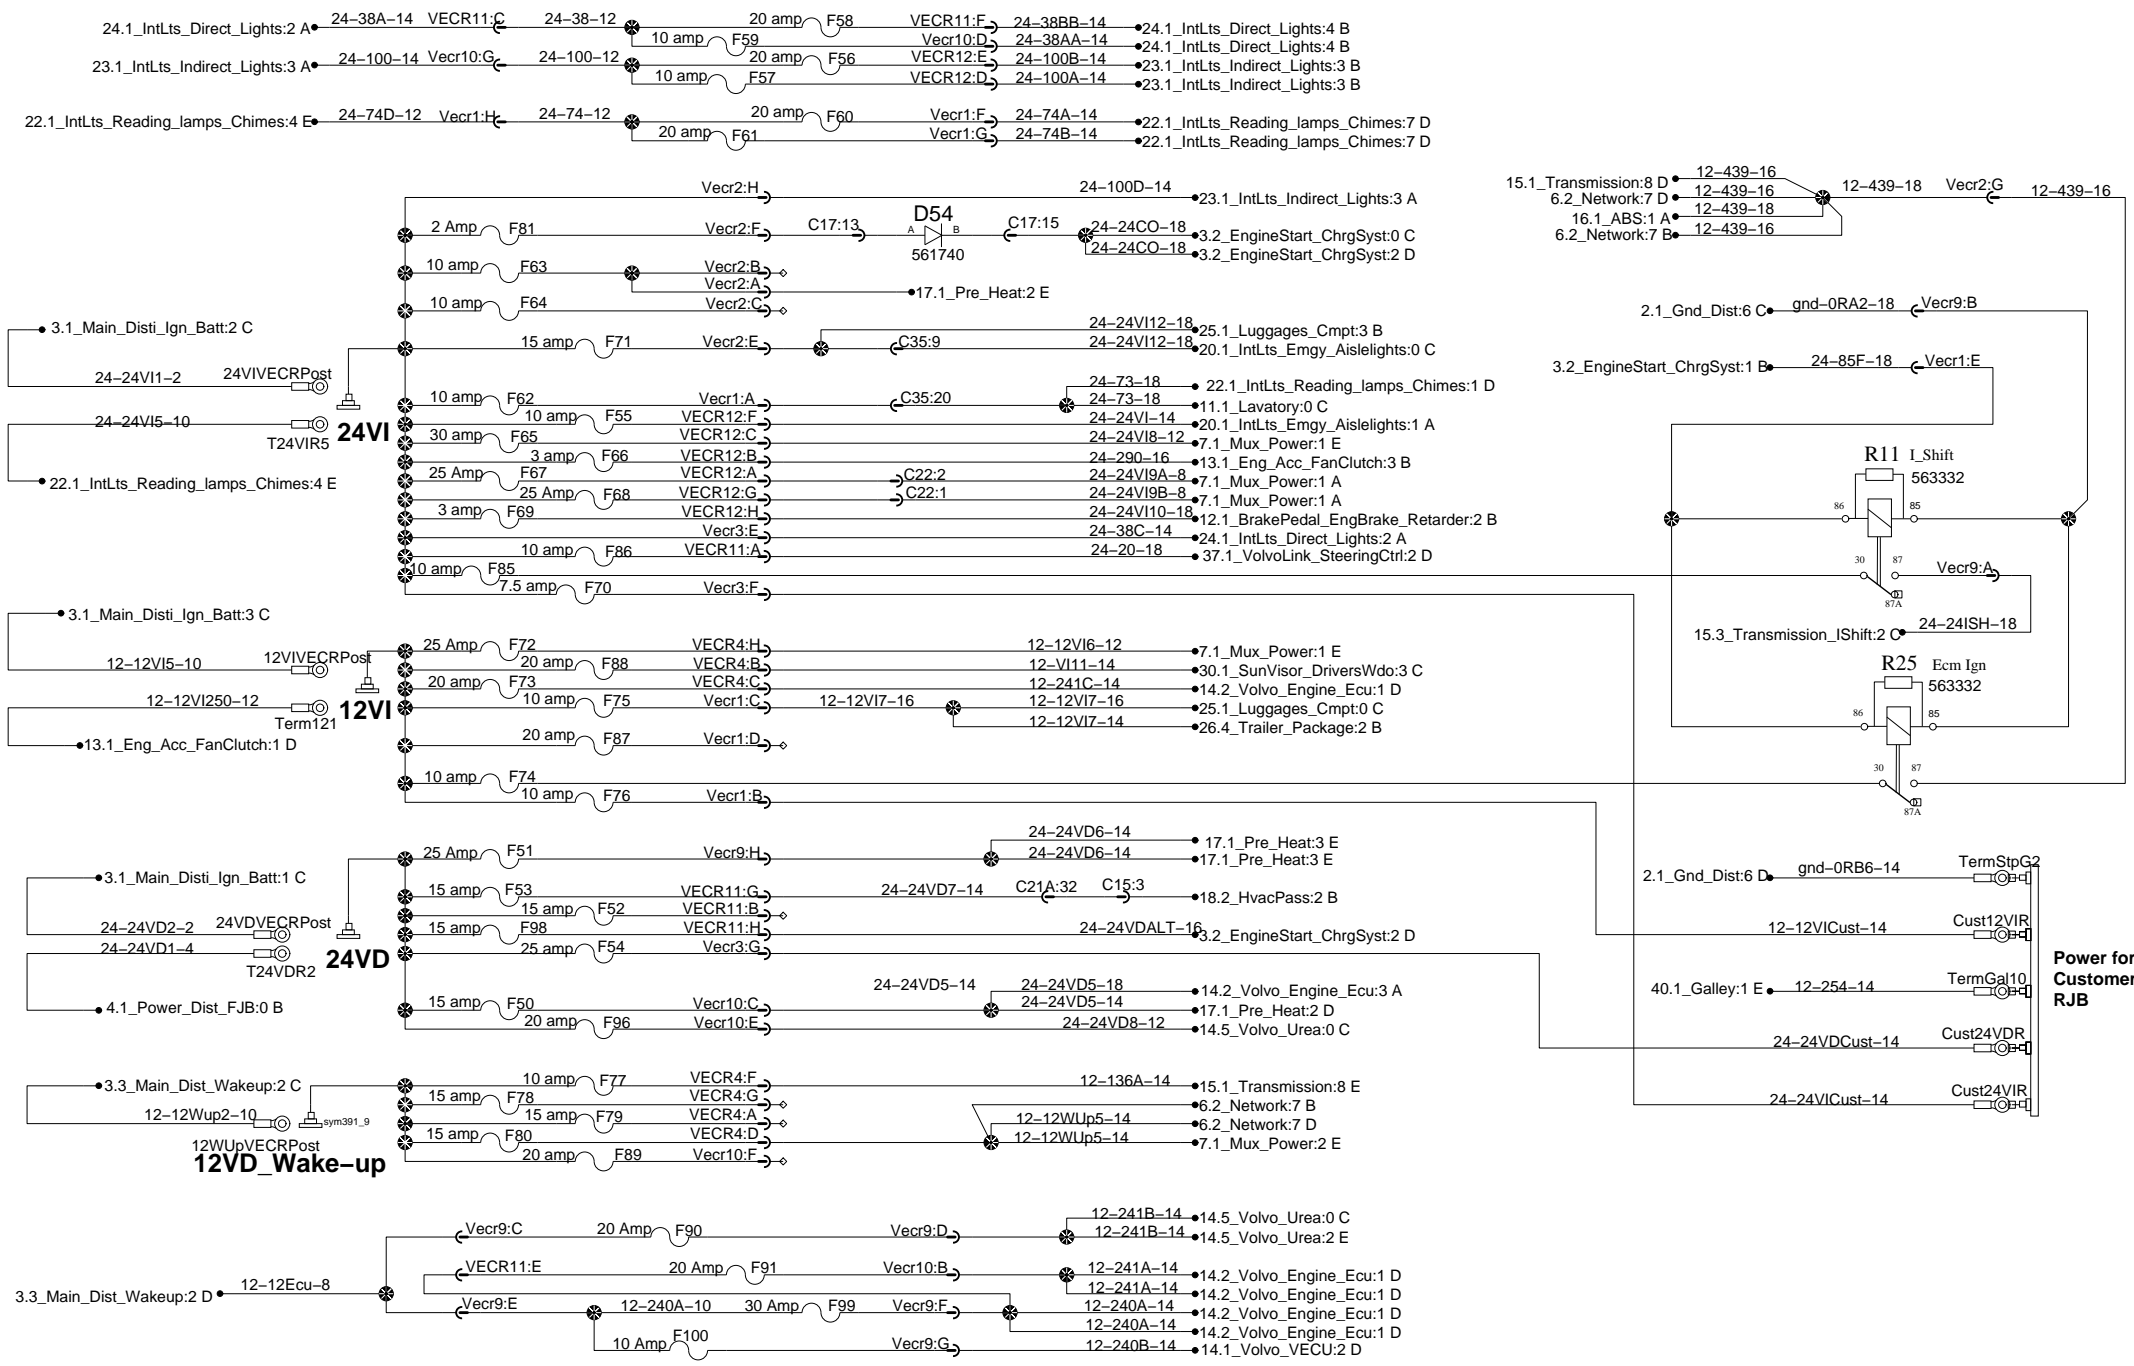 24.1_IntLts_Direct_Lights:2 A 24−38A−14 VECR11:C 24−38−12 20 amp F58 VECR11:F 24−38BB−14 24.1_IntLts_Direct_Lights:4 B
10 amp F59 Vecr10:D 24−38AA−14 24.1_IntLts_Direct_Lights:4 B
23.1_IntLts_Indirect_Lights:3 A 24−100−14 Vecr10:G 24−100−12 20 amp F56 VECR12:E 24−100B−14 23.1_IntLts_Indirect_Lights:3 B
10 amp F57 VECR12:D 24−100A−14 23.1_IntLts_Indirect_Lights:3 B
22.1_IntLts_Reading_lamps_Chimes:4 E 24−74D−12 Vecr1:H 24−74−12 20 amp F60 Vecr1:F 24−74A−14 22.1_IntLts_Reading_lamps_Chimes:7 D
20 amp F61 Vecr1:G 24−74B−14 22.1_IntLts_Reading_lamps_Chimes:7 D
Vecr2:H 24−100D−14 23.1_IntLts_Indirect_Lights:3 A
2 Amp F81 Vecr2:F C17:13 A D54 B 561740 C17:15 24−24CO−18 3.2_EngineStart_ChrgSyst:0 C
24−24CO−18 3.2_EngineStart_ChrgSyst:2 D
10 amp F63 Vecr2:B
Vecr2:A 17.1_Pre_Heat:2 E
10 amp F64 Vecr2:C
3.1_Main_Disti_Ign_Batt:2 C
24−24VI1−2 24VIVECRPost
24−24VI5−10 T24VIR5
24VI
22.1_IntLts_Reading_lamps_Chimes:4 E
24−24VI12−18 25.1_Luggages_Cmpt:3 B
15 amp F71 Vecr2:E C35:9 24−24VI12−18 20.1_IntLts_Emgy_Aislelights:0 C
24−73−18 22.1_IntLts_Reading_lamps_Chimes:1 D
10 amp F62 Vecr1:A C35:20 24−73−18 11.1_Lavatory:0 C
10 amp F55 VECR12:F 24−24VI−14 20.1_IntLts_Emgy_Aislelights:1 A
30 amp F65 VECR12:C 24−24VI8−12 7.1_Mux_Power:1 E
3 amp F66 VECR12:B 24−290−16 13.1_Eng_Acc_FanClutch:3 B
25 Amp F67 VECR12:A C22:2 24−24VI9A−8 7.1_Mux_Power:1 A
25 Amp F68 VECR12:G C22:1 24−24VI9B−8 7.1_Mux_Power:1 A
3 amp F69 VECR12:H 24−24VI10−18 12.1_BrakePedal_EngBrake_Retarder:2 B
Vecr3:E 24−38C−14 24.1_IntLts_Direct_Lights:2 A
10 amp F86 VECR11:A 24−20−18 37.1_VolvoLink_SteeringCtrl:2 D
10 amp F85
7.5 amp F70 Vecr3:F
15.1_Transmission:8 D 12−439−16
6.2_Network:7 D 12−439−16 12−439−18 Vecr2:G 12−439−16
16.1_ABS:1 A 12−439−18
6.2_Network:7 B 12−439−16
2.1_Gnd_Dist:6 C gnd−0RA2−18 Vecr9:B
3.2_EngineStart_ChrgSyst:1 B 24−85F−18 Vecr1:E
R11 I_Shift
563332
86 85
30 87 Vecr9:A
87A
15.3_Transmission_IShift:2 C 24−24ISH−18
R25 Ecm Ign
563332
86 85
30 87
87A
3.1_Main_Disti_Ign_Batt:3 C
12−12VI5−10 12VIVECRPost
12−12VI250−12 Term121
12VI
13.1_Eng_Acc_FanClutch:1 D
25 Amp F72 VECR4:H 12−12VI6−12 7.1_Mux_Power:1 E
20 amp F88 VECR4:B 12−VI11−14 30.1_SunVisor_DriversWdo:3 C
20 amp F73 VECR4:C 12−241C−14 14.2_Volvo_Engine_Ecu:1 D
10 amp F75 Vecr1:C 12−12VI7−16 12−12VI7−16 25.1_Luggages_Cmpt:0 C
12−12VI7−14 26.4_Trailer_Package:2 B
20 amp F87 Vecr1:D
10 amp F74
10 amp F76 Vecr1:B
3.1_Main_Disti_Ign_Batt:1 C
24−24VD2−2 24VDVECRPost
24−24VD1−4 T24VDR2
24VD
4.1_Power_Dist_FJB:0 B
24−24VD6−14 17.1_Pre_Heat:3 E
25 Amp F51 Vecr9:H 24−24VD6−14 17.1_Pre_Heat:3 E
15 amp F53 VECR11:G 24−24VD7−14 C21A:32 C15:3 18.2_HvacPass:2 B
15 amp F52 VECR11:B
15 amp F98 VECR11:H 24−24VDALT−16 3.2_EngineStart_ChrgSyst:2 D
25 amp F54 Vecr3:G
24−24VD5−14 24−24VD5−18 14.2_Volvo_Engine_Ecu:3 A
15 amp F50 Vecr10:C 24−24VD5−14 17.1_Pre_Heat:2 D
20 amp F96 Vecr10:E 24−24VD8−12 14.5_Volvo_Urea:0 C
2.1_Gnd_Dist:6 D gnd−0RB6−14 TermStpG2
12−12VICust−14 Cust12VIR
40.1_Galley:1 E 12−254−14 TermGal10
24−24VDCust−14 Cust24VDR
24−24VICust−14 Cust24VIR
Power for
Customer
RJB
3.3_Main_Dist_Wakeup:2 C
12−12Wup2−10 sym391_9
12WUpVECRPost
12VD_Wake−up
10 amp F77 VECR4:F 12−136A−14 15.1_Transmission:8 E
15 amp F78 VECR4:G 6.2_Network:7 B
15 amp F79 VECR4:A 12−12WUp5−14 6.2_Network:7 D
15 amp F80 VECR4:D 12−12WUp5−14 7.1_Mux_Power:2 E
20 amp F89 Vecr10:F
12−241B−14 14.5_Volvo_Urea:0 C
Vecr9:C 20 Amp F90 Vecr9:D 12−241B−14 14.5_Volvo_Urea:2 E
VECR11:E 20 Amp F91 Vecr10:B 12−241A−14 14.2_Volvo_Engine_Ecu:1 D
3.3_Main_Dist_Wakeup:2 D 12−12Ecu−8 12−241A−14 14.2_Volvo_Engine_Ecu:1 D
Vecr9:E 12−240A−10 30 Amp F99 Vecr9:F 12−240A−14 14.2_Volvo_Engine_Ecu:1 D
12−240A−14 14.2_Volvo_Engine_Ecu:1 D
10 Amp F100 Vecr9:G 12−240B−14 14.1_Volvo_VECU:2 D